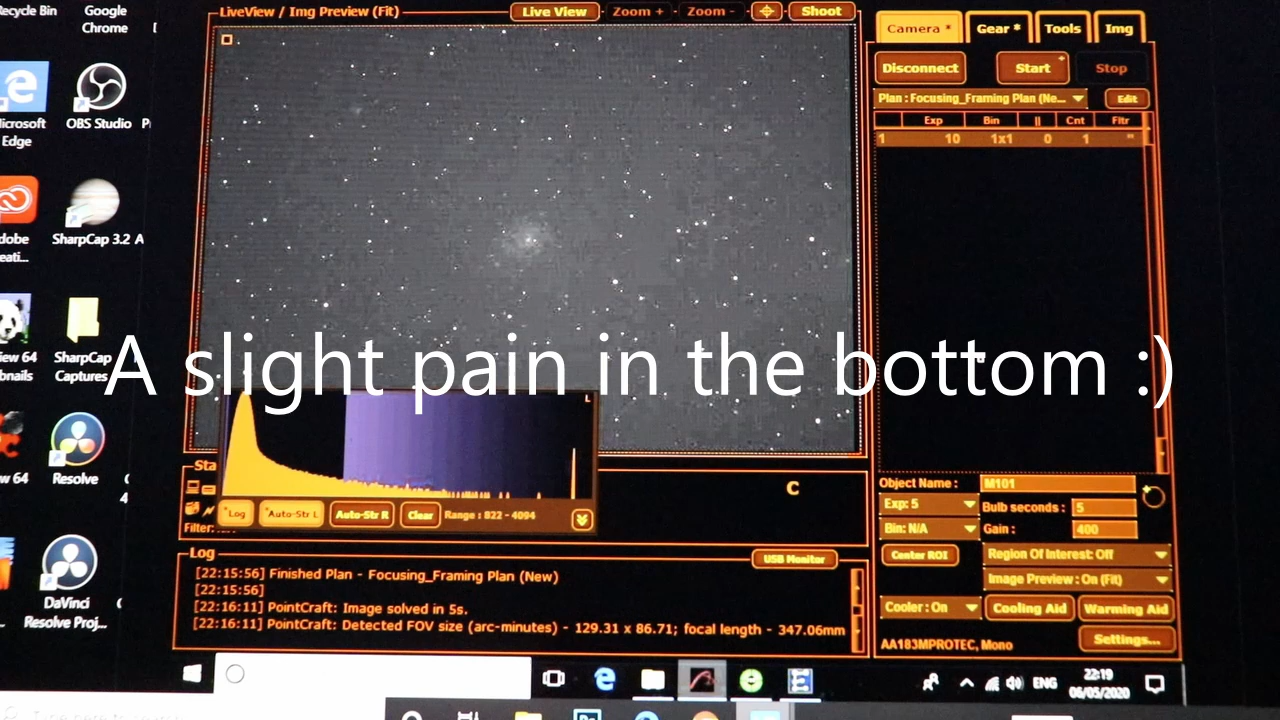 Recycle Bin
Google Chrome
LiveView / Img Preview (Fit)
Live View
Zoom +
Zoom -
Shoot
Camera *
Gear *
Tools
Img
Disconnect
Start
Stop
Plan : Focusing_Framing Plan (Ne...
Edit
Exp Bin || Cnt Fltr
1 10 1x1 0 1 "
OBS Studio
Microsoft Edge
SharpCap 3.2
SharpCap Captures
A slight pain in the bottom :)
Resolve
DaVinci Resolve Proj...
L
*Log
*Auto-Str L
Auto-Str R
Clear
Range : 822 - 4094
C
Object Name : M101
Exp: 5
Bulb seconds : 5
Bin: N/A
Gain : 400
Center ROI
Region Of Interest: Off
Image Preview : On (Fit)
Cooler : On
Cooling Aid
Warming Aid
AA183MPROTEC, Mono
Settings...
Log
USB Monitor
[22:15:56] Finished Plan - Focusing_Framing Plan (New)
[22:15:56]
[22:16:11] PointCraft: Image solved in 5s.
[22:16:11] PointCraft: Detected FOV size (arc-minutes) - 129.31 x 86.71; focal length - 347.06mm
ENG
22:19
06/05/2020